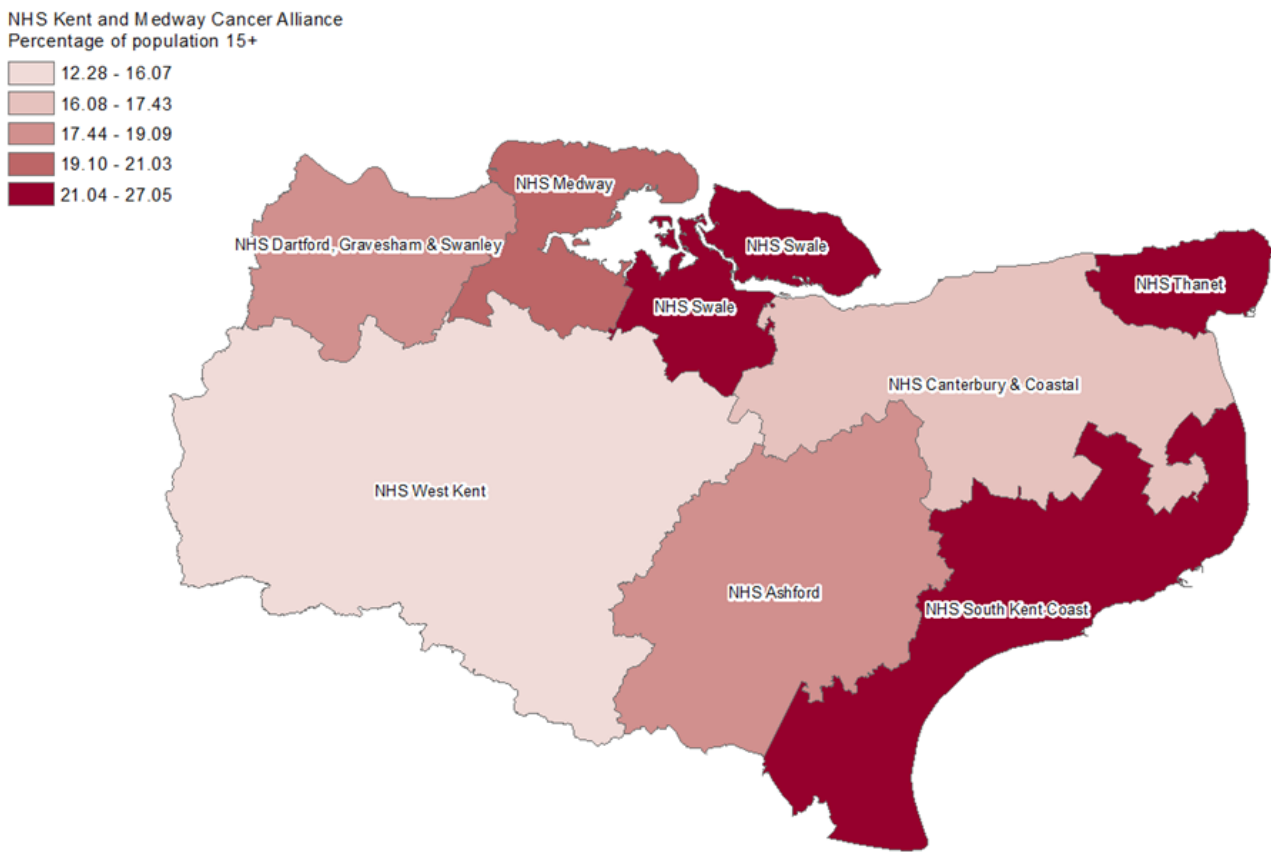 NHS Kent and Medway Cancer Alliance
Percentage of population 15+
12.28 - 16.07
16.08 - 17.43
17.44 - 19.09
19.10 - 21.03
21.04 - 27.05
NHS Medway
NHS Dartford, Gravesham & Swanley
NHS Swale
NHS Thanet
NHS Swale
NHS Canterbury & Coastal
NHS West Kent
NHS Ashford
NHS South Kent Coast